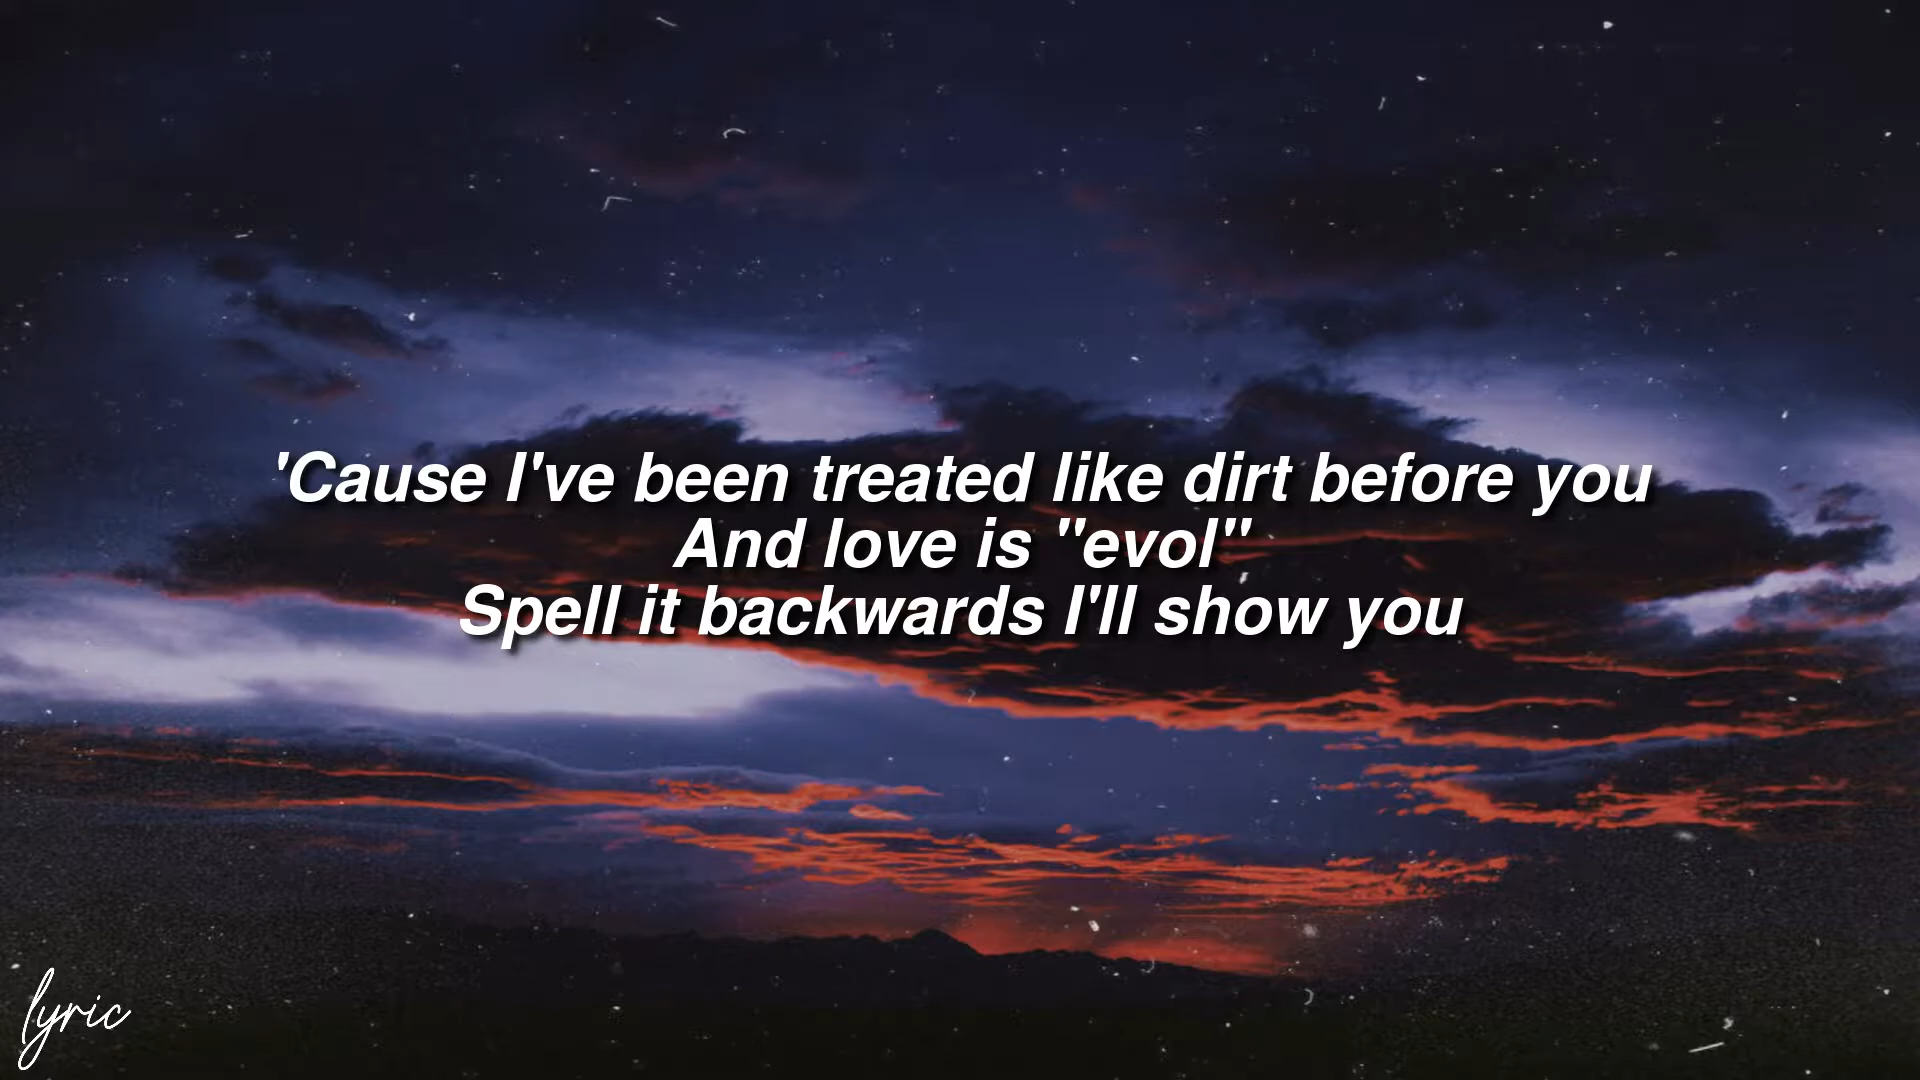 'Cause I've been treated like dirt before you
And love is "evol"
Spell it backwards I'll show you
lyric